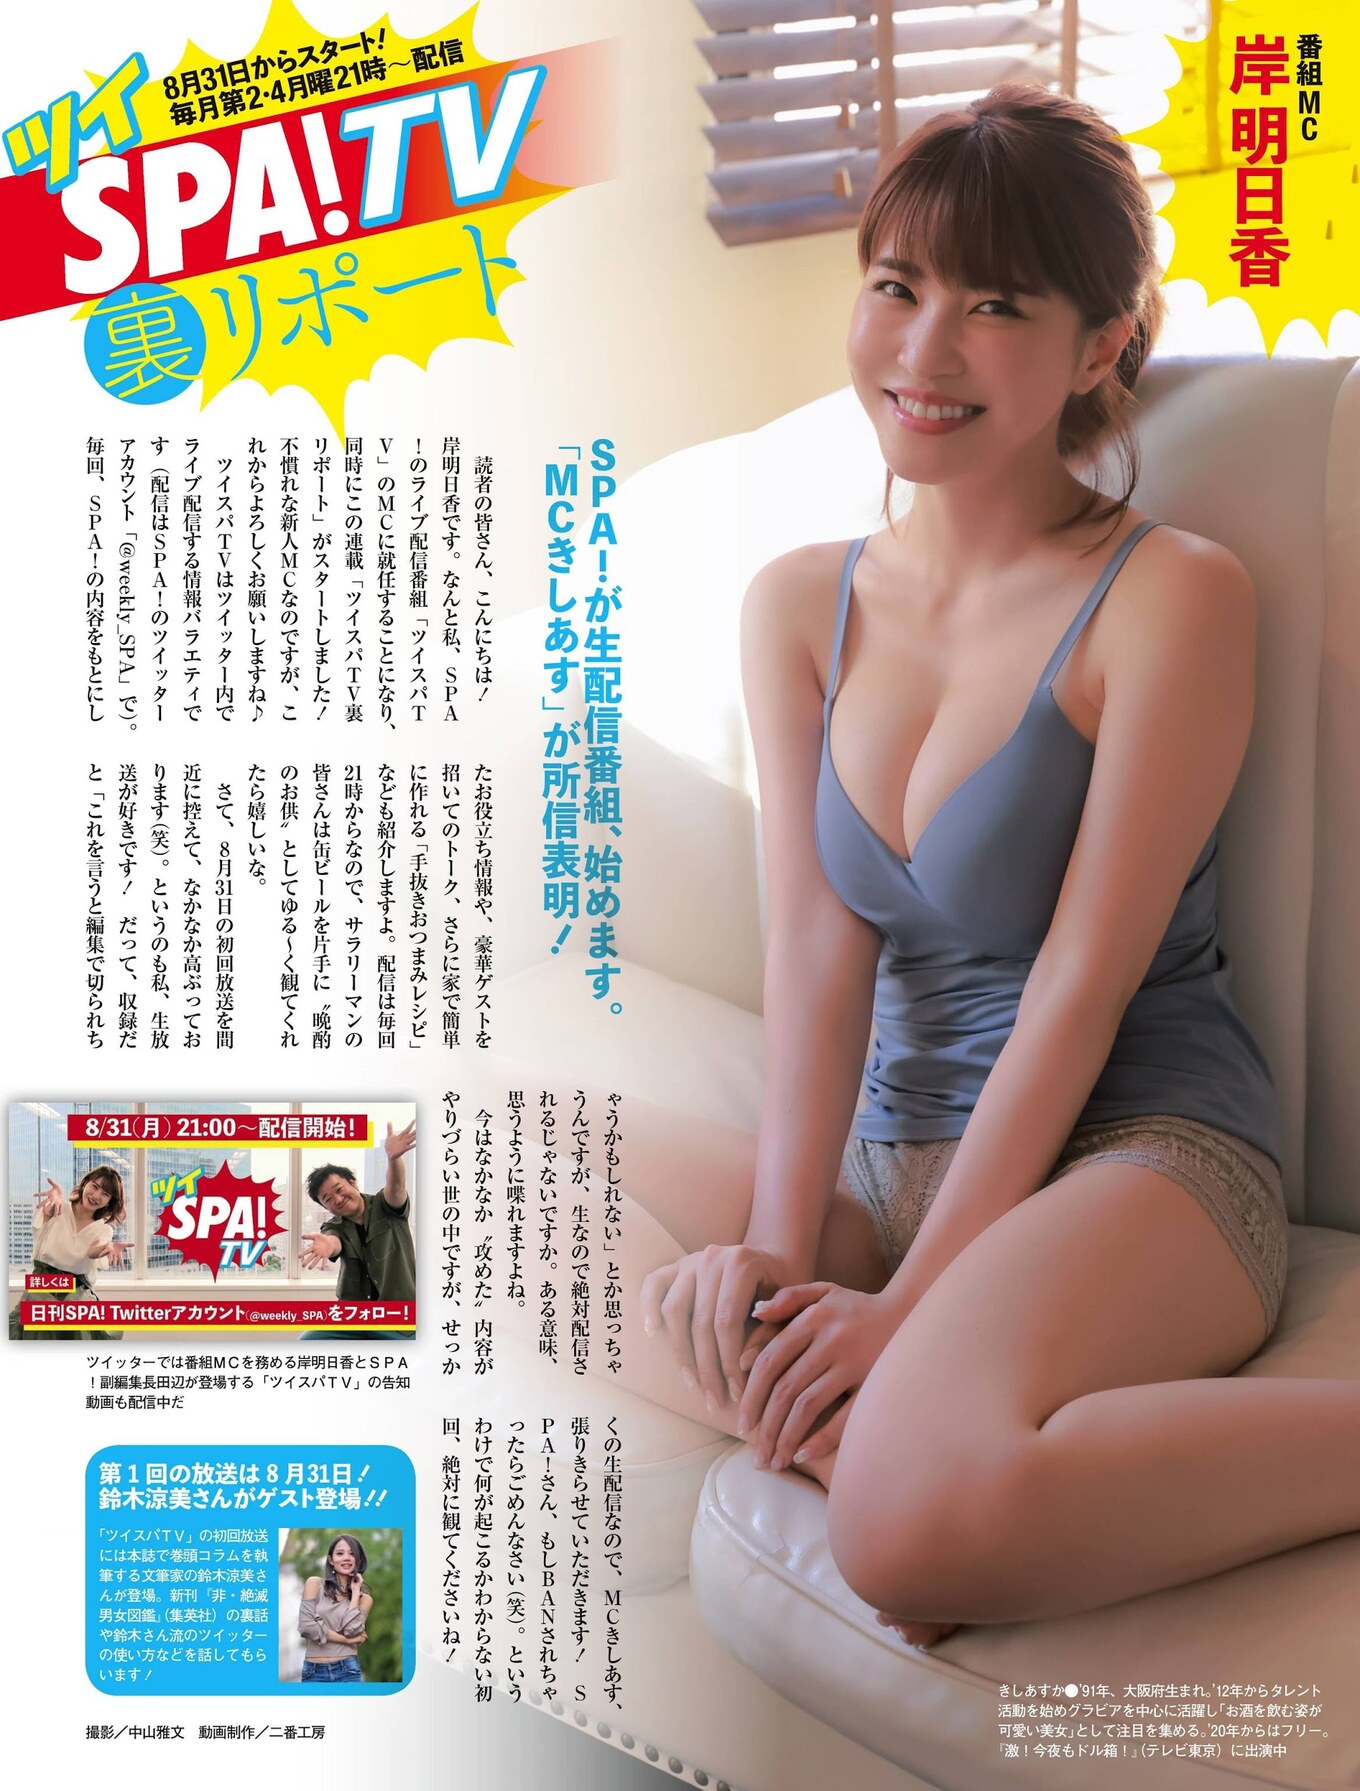 8月31日からスタート!
毎月第2・4月曜21時〜配信
ツイ
SPA!TV
裏リポート
番組MC
岸 明日香
SPA!が生配信番組、始めます。
「MCきしあす」が所信表明!
読者の皆さん、こんにちは!
岸明日香です。なんと私、SPA
!のライブ配信番組「ツイスパT
V」のMCに就任することになり、
同時にこの連載「ツイスパTV裏
リポート」がスタートしました!
不慣れな新人MCなのですが、こ
れからよろしくお願いしますね♪
ツイスパTVはツイッター内で
ライブ配信する情報バラエティで
す(配信はSPA!のツイッター
アカウント「@weekly_SPA」で)。
毎回、SPA!の内容をもとにし
たお役立ち情報や、豪華ゲストを
招いてのトーク、さらに家で簡単
に作れる「手抜きおつまみレシピ」
なども紹介しますよ。配信は毎回
21時からなので、サラリーマンの
皆さんは缶ビールを片手に〝晩酌
のお供〟としてゆる〜く観てくれ
たら嬉しいな。
さて、8月31日の初回放送を間
近に控えて、なかなか高ぶってお
ります(笑)。というのも私、生放
送が好きです! だって、収録だ
と「これを言うと編集で切られち
ゃうかもしれない」とか思っちゃ
うんですが、生なので絶対配信さ
れるじゃないですか。ある意味、
思うように喋れますよね。
今はなかなか〝攻めた〟内容が
やりづらい世の中ですが、せっか
くの生配信なので、MCきしあす、
張りきらせていただきます! S
PA!さん、もしBANされちゃ
ったらごめんなさい(笑)。という
わけで何が起こるかわからない初
回、絶対に観てくださいね!
8/31(月) 21:00〜配信開始!
ツイ
SPA!
TV
詳しくは
日刊SPA! Twitterアカウント(@weekly_SPA)をフォロー!
ツイッターでは番組MCを務める岸明日香とSPA
!副編集長田辺が登場する「ツイスパTV」の告知
動画も配信中だ
第1回の放送は8月31日!
鈴木涼美さんがゲスト登場!!
「ツイスパTV」の初回放送
には本誌で巻頭コラムを執
筆する文筆家の鈴木涼美さ
んが登場。新刊『非・絶滅
男女図鑑』(集英社)の裏話
や鈴木さん流のツイッター
の使い方などを話してもら
います!
撮影/中山雅文 動画制作/二番工房
きしあすか●'91年、大阪府生まれ。'12年からタレント
活動を始めグラビアを中心に活躍し「お酒を飲む姿が
可愛い美女」として注目を集める。'20年からはフリー。
『激!今夜もドル箱!』(テレビ東京)に出演中